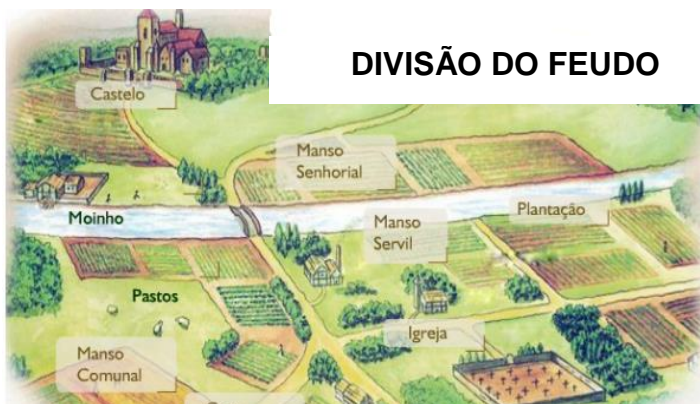 DIVISÃO DO FEUDO
Castelo
Manso
Senhorial
Moinho
Manso
Servil
Plantação
Pastos
Igreja
Manso
Comunal